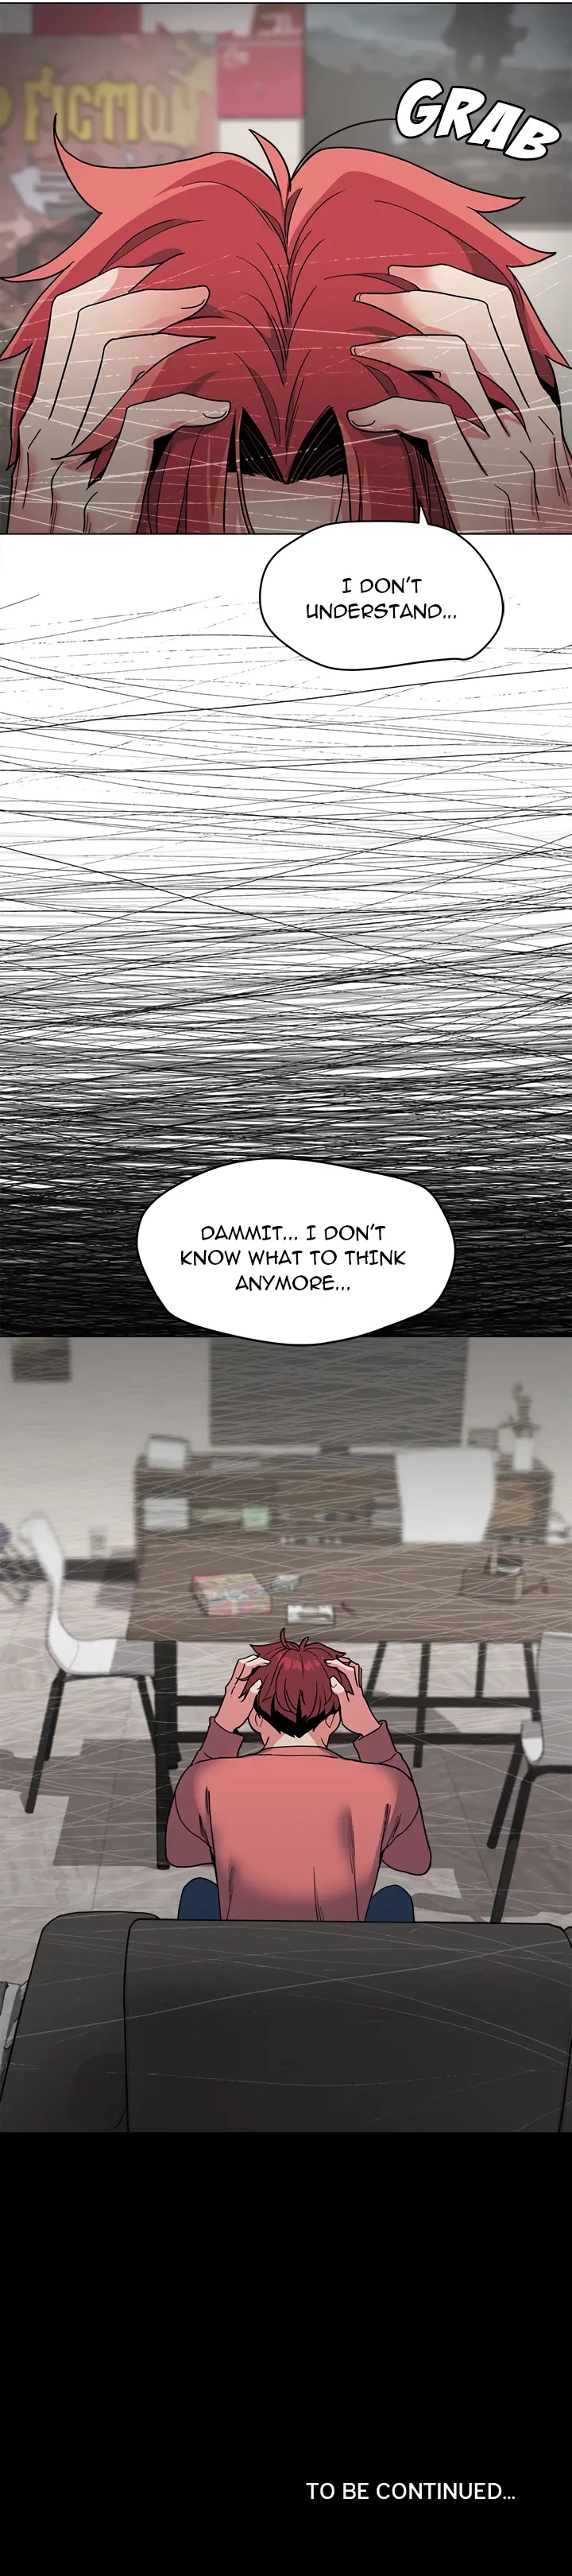 FICTION
GRAB
I DON'T
UNDERSTAND...
DAMMIT... I DON'T
KNOW WHAT TO THINK
ANYMORE...
TO BE CONTINUED...